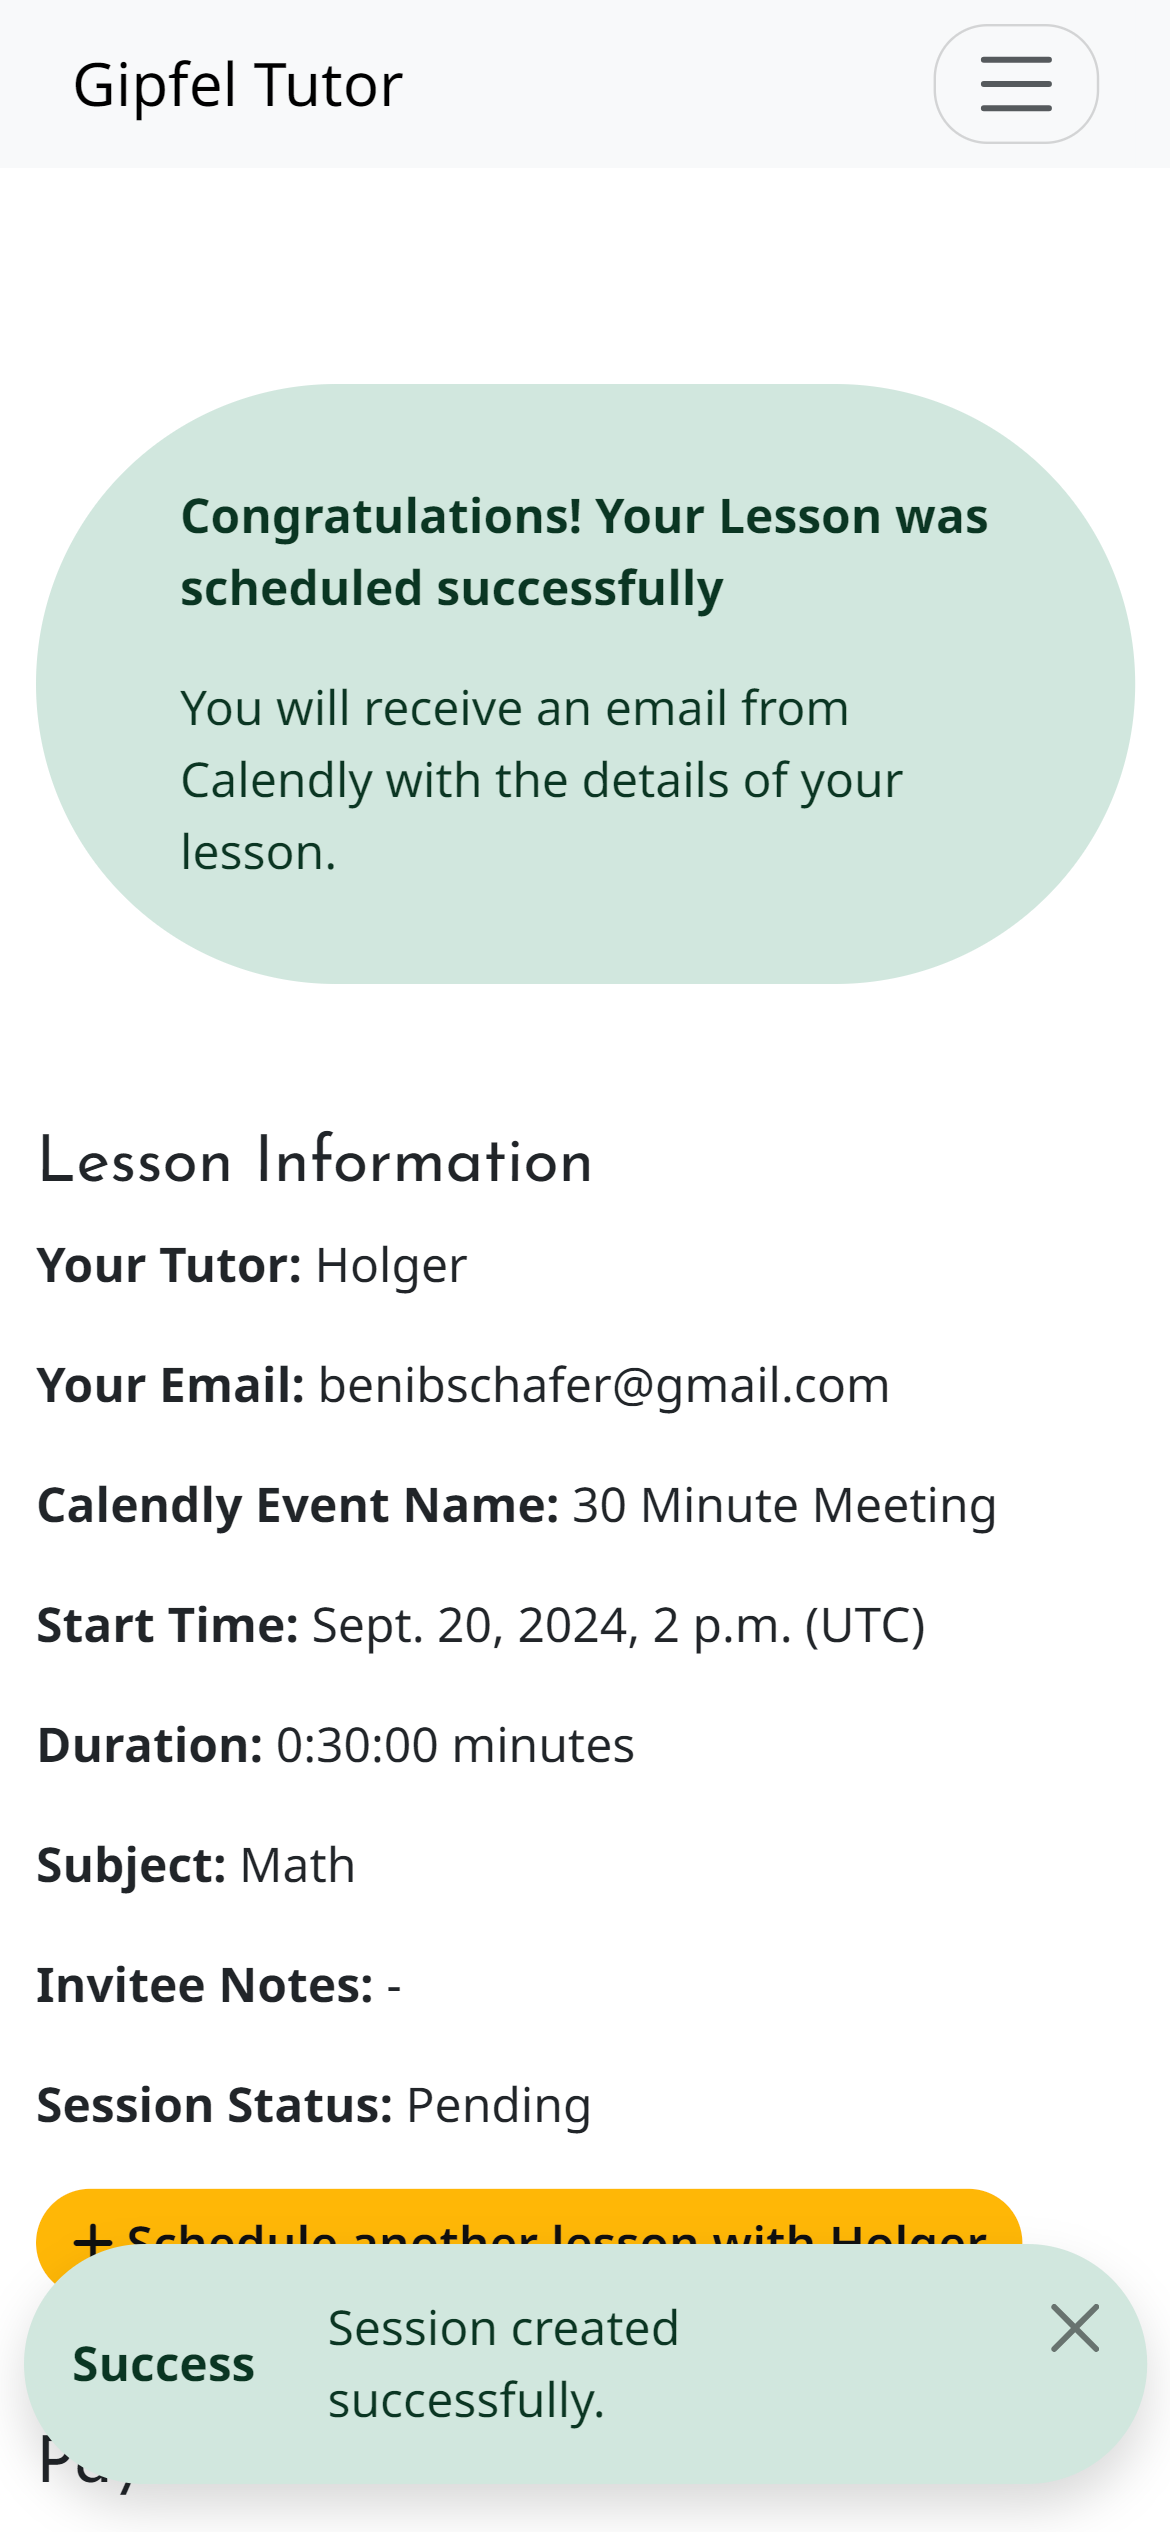 Gipfel Tutor
Congratulations! Your Lesson was
scheduled successfully
You will receive an email from
Calendly with the details of your
lesson.
Lesson Information
Your Tutor: Holger
Your Email: benibschafer@gmail.com
Calendly Event Name: 30 Minute Meeting
Start Time: Sept. 20, 2024, 2 p.m. (UTC)
Duration: 0:30:00 minutes
Subject: Math
Invitee Notes: -
Session Status: Pending
+ Schedule another lesson with Holger
Success
Session created
successfully.